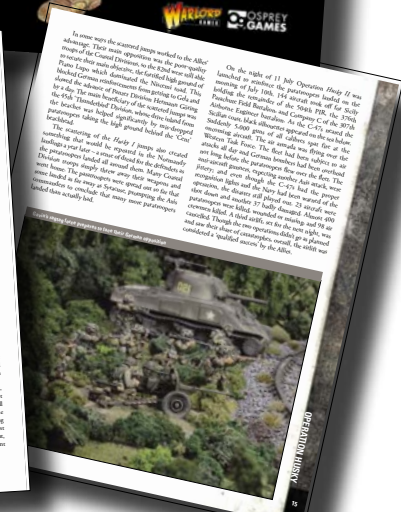 WARLORD
GAMES
OSPREY
GAMES
In some ways the scattered jumps worked to the Allies'
advantage. Their main opposition was the poor-quality
troops of the Coastal Divisions, so the 82nd were still able
to secure their main objective, the fortified high ground of
Piano Lupo which dominated the Niscemi road. This
blocked German reinforcements from getting to Gela and
slowed the advance of Panzer Division Hermann Göring
by a day. The main beneficiary of the scattered jumps was
the 45th 'Thunderbird' Division, whose drive inland from
the beaches was helped significantly by mis-dropped
paratroopers taking the high ground behind the 'Cent'
beachhead.
The scattering of the Husky I jumps also created
something that would be repeated in the Normandy
landings a year later – a sense of dread for the defenders as
the paratroopers landed all around them. Many Coastal
Division troops simply threw away their weapons and
went home. The paratroopers were spread out so far that
some landed as far away as Syracuse, prompting the Axis
commanders to conclude that many more paratroopers
landed than actually had.
On the night of 11 July Operation Husky II was
launched to reinforce the paratroopers landed on the
morning of July 10th. 144 aircraft took off for Sicily
holding the remainder of the 504th PIR, the 376th
Parachute Field Battalion and Company C of the 307th
Airborne Engineer Battalion. As the C-47s neared the
Sicilian coast, black silhouettes appeared on the sea below.
Suddenly 5,000 guns of all calibres spat fire at the
oncoming aircraft. The air armada was flying over the
Western Task Force. The fleet had been subject to air
attacks all day and German bombers had been overhead
not long before the paratroopers flew over the fleet. The
anti-aircraft gunners, expecting another Axis attack, were
jittery; and even though the C-47s had the proper
recognition lights and the Navy had been warned of the
operation, the disaster still played out. 23 aircraft were
shot down and another 37 badly damaged. Almost 400
paratroopers were killed, wounded or missing, and 98 air
crewmen killed. A third airlift, set for the next night, was
cancelled. Though the two operations didn't go as planned
and saw their share of catastrophes, overall, the airlift was
considered a 'qualified success' by the Allies.
OPERATION HUSKY
15